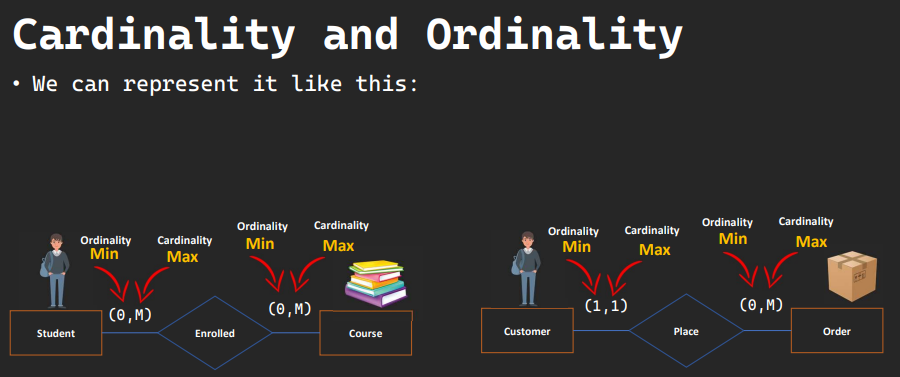 Cardinality and Ordinality
• We can represent it like this:
Ordinality Cardinality
Min Max
Ordinality Cardinality
Min Max
(0,M) (0,M)
Student Enrolled Course
Ordinality Cardinality
Min Max
Ordinality Cardinality
Min Max
(1,1) (0,M)
Customer Place Order